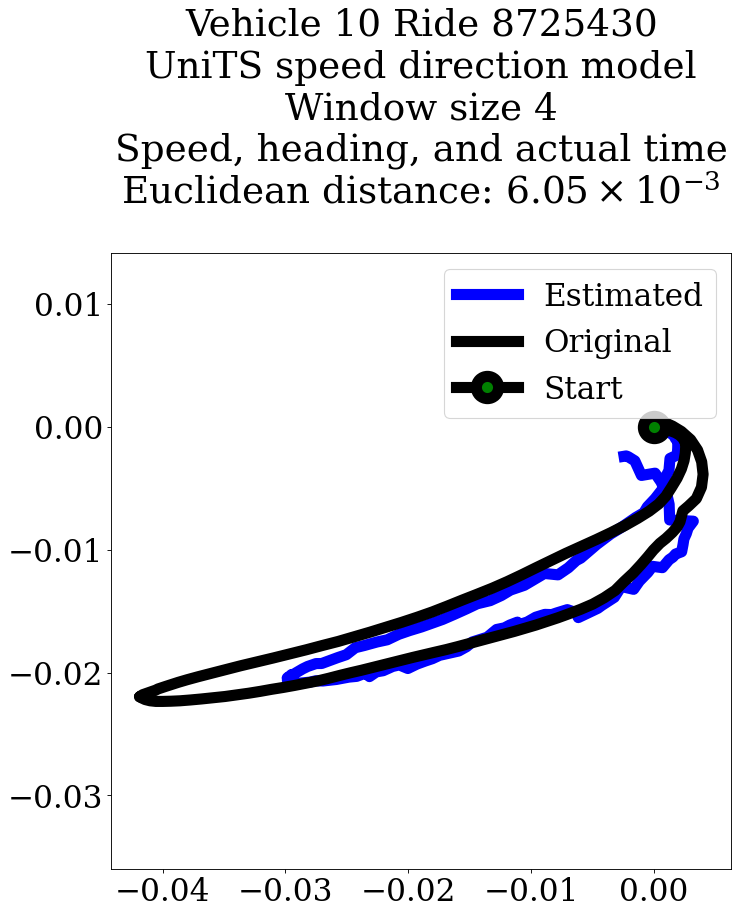 Vehicle 10 Ride 8725430
UniTS speed direction model
Window size 4
Speed, heading, and actual time
Euclidean distance: 6.05 × 10⁻³
Estimated
Original
Start
0.01
0.00
−0.01
−0.02
−0.03
−0.04 −0.03 −0.02 −0.01 0.00